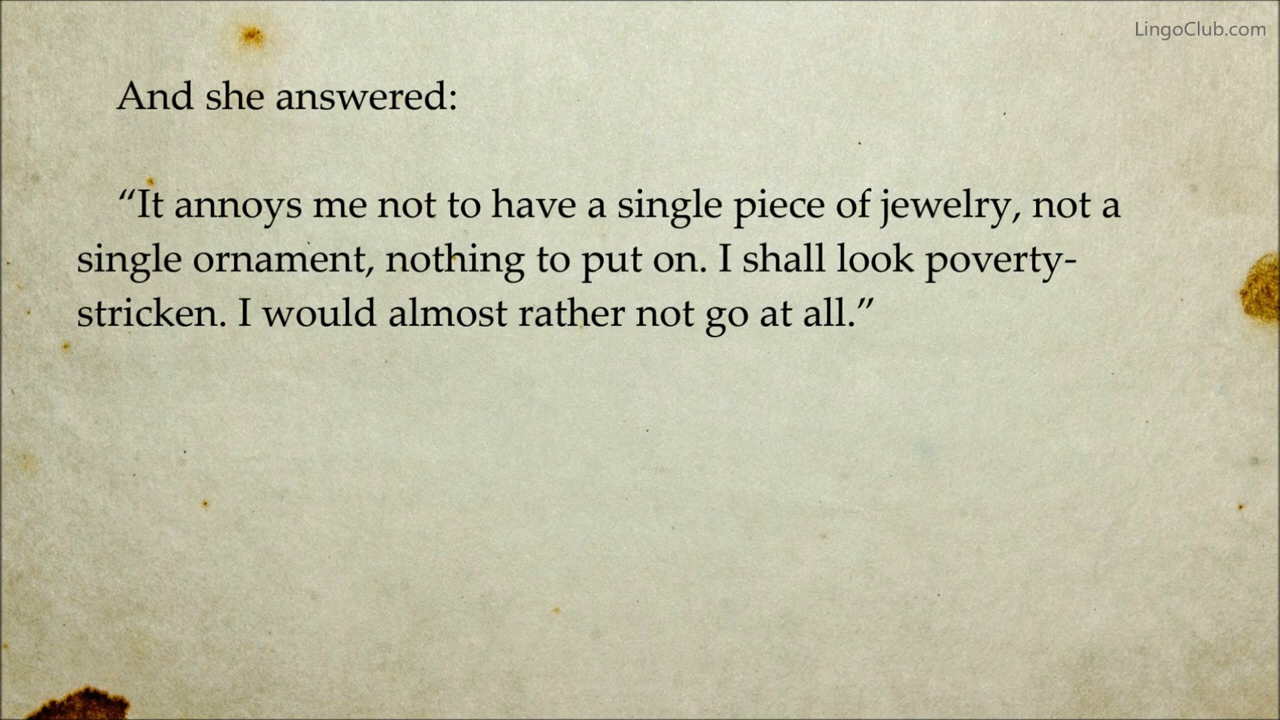 LingoClub.com
And she answered:
“It annoys me not to have a single piece of jewelry, not a
single ornament, nothing to put on. I shall look poverty-
stricken. I would almost rather not go at all.”